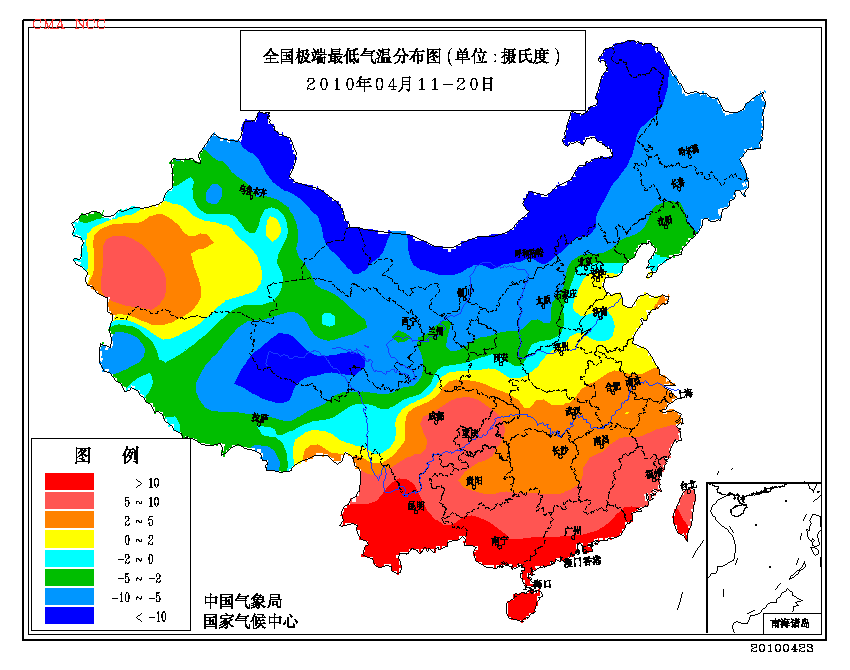 CMA NCC
全国极端最低气温分布图(单位:摄氏度)
2010年04月11-20日
哈尔滨
长春
沈阳
乌鲁木齐
呼和浩特
北京
天津
银川
太原
石家庄
济南
西宁
兰州
西安
郑州
拉萨
成都
重庆
武汉
合肥
南京
上海
长沙
南昌
贵阳
福州
台北
昆明
南宁
广州
澳门
香港
海口
图 例
> 10
5 ~ 10
2 ~ 5
0 ~ 2
-2 ~ 0
-5 ~ -2
-10 ~ -5
< -10
中国气象局
国家气候中心
南海诸岛
20100423